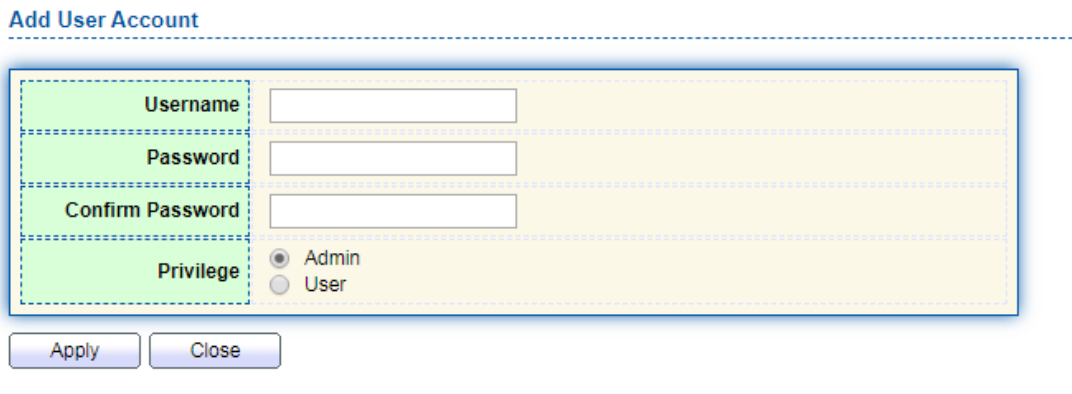 Add User Account
Username
Password
Confirm Password
Privilege
Admin
User
Apply
Close